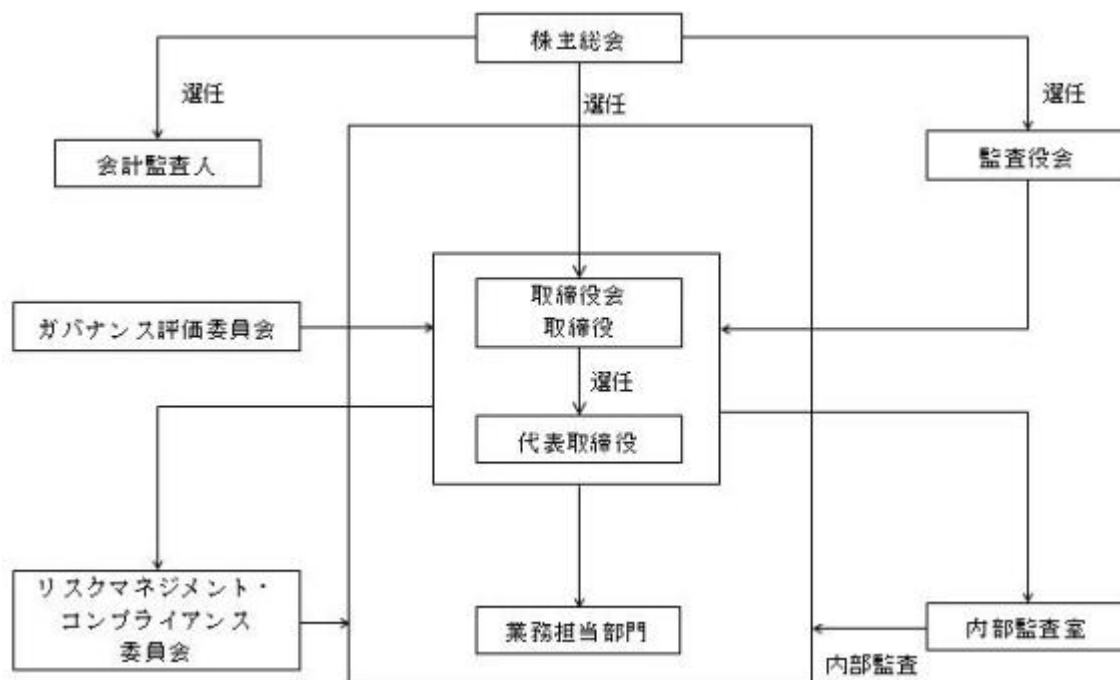 株主総会
選任
選任
選任
会計監査人
監査役会
取締役会
取締役
ガバナンス評価委員会
選任
代表取締役
リスクマネジメント・
コンプライアンス
委員会
業務担当部門
内部監査室
内部監査